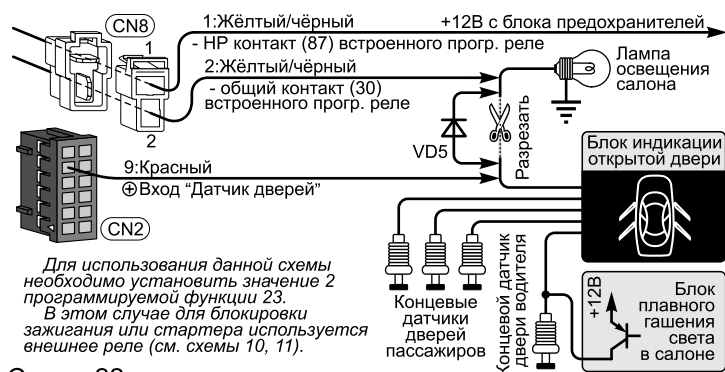 CN8
1
1:Жёлтый/чёрный
+12В с блока предохранителей
- НР контакт (87) встроенного прогр. реле
2:Жёлтый/чёрный
- общий контакт (30)
встроенного прогр. реле
2
Лампа
освещения
салона
VD5
Разрезать
Блок индикации
открытой двери
9:Красный
⊕Вход “Датчик дверей”
CN2
Для использования данной схемы
необходимо установить значение 2
программируемой функции 23.
В этом случае для блокировки
зажигания или стартера используется
внешнее реле (см. схемы 10, 11).
Концевые
датчики
дверей
пассажиров
Концевой датчик
двери водителя
+12В
Блок
плавного
гашения
света
в салоне